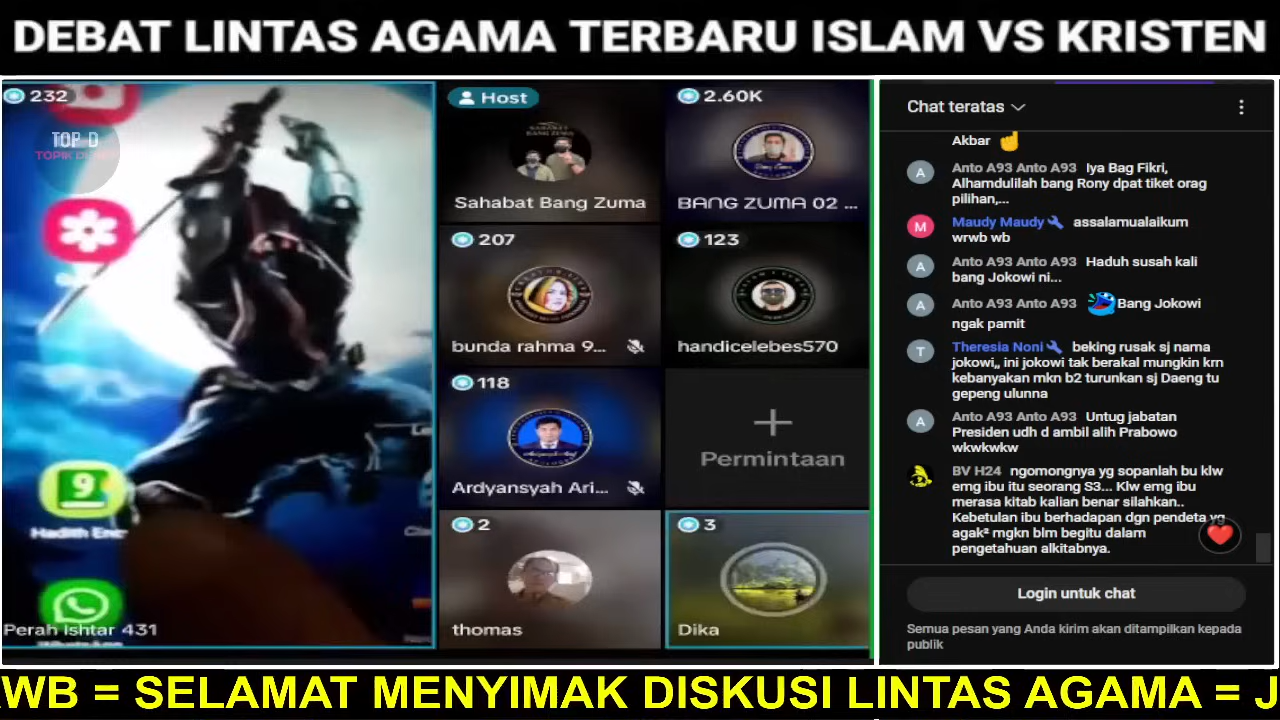 DEBAT LINTAS AGAMA TERBARU ISLAM VS KRISTEN
232
TOP D
Perah Ishtar 431
Host
Sahabat Bang Zuma
2.60K
BANG ZUMA 02 ...
207
bunda rahma 9...
123
handicelebes570
118
Ardyansyah Ari...
Permintaan
2
thomas
3
Dika
Chat teratas
Akbar
Anto A93 Anto A93 Iya Bag Fikri,
Alhamdulilah bang Rony dpat tiket orag
pilihan,...
Maudy Maudy assalamualaikum
wrwb wb
Anto A93 Anto A93 Haduh susah kali
bang Jokowi ni...
Anto A93 Anto A93 Bang Jokowi
ngak pamit
Theresia Noni beking rusak sj nama
jokowi,, ini jokowi tak berakal mungkin krn
kebanyakan mkn b2 turunkan sj Daeng tu
gepeng ulunna
Anto A93 Anto A93 Untug jabatan
Presiden udh d ambil alih Prabowo
wkwkwkw
BV H24 ngomongnya yg sopanlah bu klw
emg ibu itu seorang S3... Klw emg ibu
merasa kitab kalian benar silahkan..
Kebetulan ibu berhadapan dgn pendeta yg
agak² mgkn blm begitu dalam
pengetahuan alkitabnya.
Login untuk chat
Semua pesan yang Anda kirim akan ditampilkan kepada
publik
WB = SELAMAT MENYIMAK DISKUSI LINTAS AGAMA = J